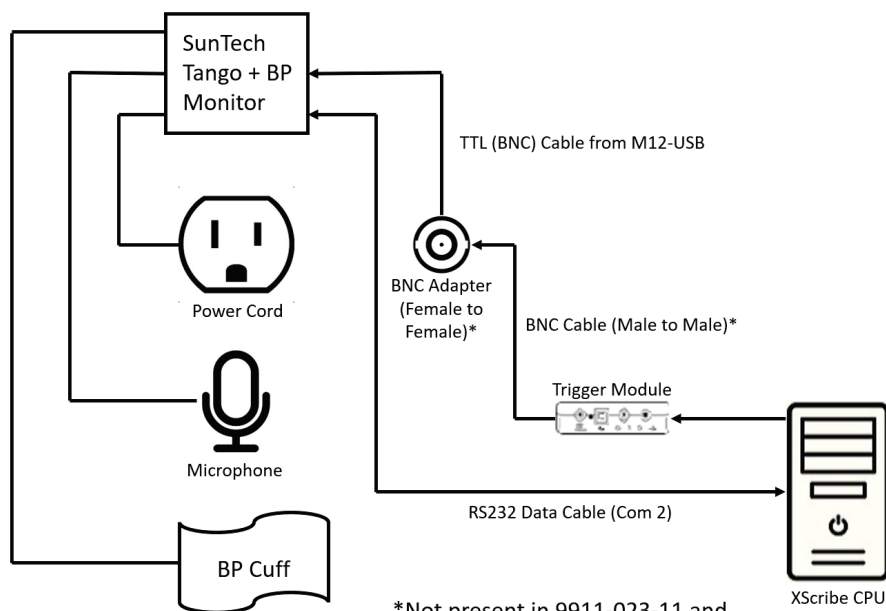 SunTech
Tango + BP
Monitor
TTL (BNC) Cable from M12-USB
BNC Adapter
(Female to
Female)*
Power Cord
BNC Cable (Male to Male)*
Trigger Module
Microphone
RS232 Data Cable (Com 2)
BP Cuff
XScribe CPU
*Not present in 9911-023-11 and